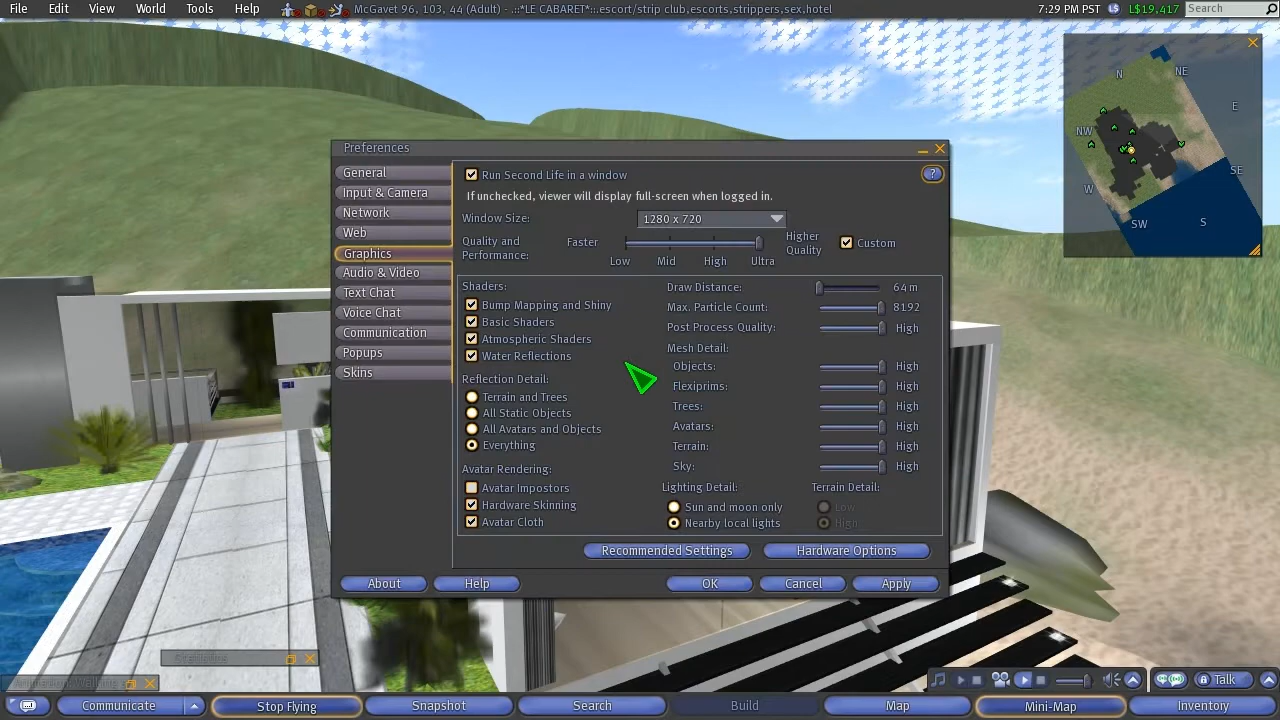 File Edit View World Tools Help McGavet 96, 103, 44 (Adult) - .::*LE CABARET*::.escort/strip club,escorts,strippers,sex,hotel 7:29 PM PST L$ L$19,417 Search
N NE
E
NW
SE
W
SW S
Preferences
General
Input & Camera
Network
Web
Graphics
Audio & Video
Text Chat
Voice Chat
Communication
Popups
Skins
Run Second Life in a window ?
If unchecked, viewer will display full-screen when logged in.
Window Size: 1280 x 720
Quality and Performance: Faster Higher Quality Custom
Low Mid High Ultra
Shaders:
Bump Mapping and Shiny
Basic Shaders
Atmospheric Shaders
Water Reflections
Reflection Detail:
Terrain and Trees
All Static Objects
All Avatars and Objects
Everything
Avatar Rendering:
Avatar Impostors
Hardware Skinning
Avatar Cloth
Draw Distance: 64 m
Max. Particle Count: 8192
Post Process Quality: High
Mesh Detail:
Objects: High
Flexiprims: High
Trees: High
Avatars: High
Terrain: High
Sky: High
Lighting Detail: Terrain Detail:
Sun and moon only Low
Nearby local lights High
Recommended Settings Hardware Options
About Help OK Cancel Apply
Talk
Communicate Stop Flying Snapshot Search Build Map Mini-Map Inventory